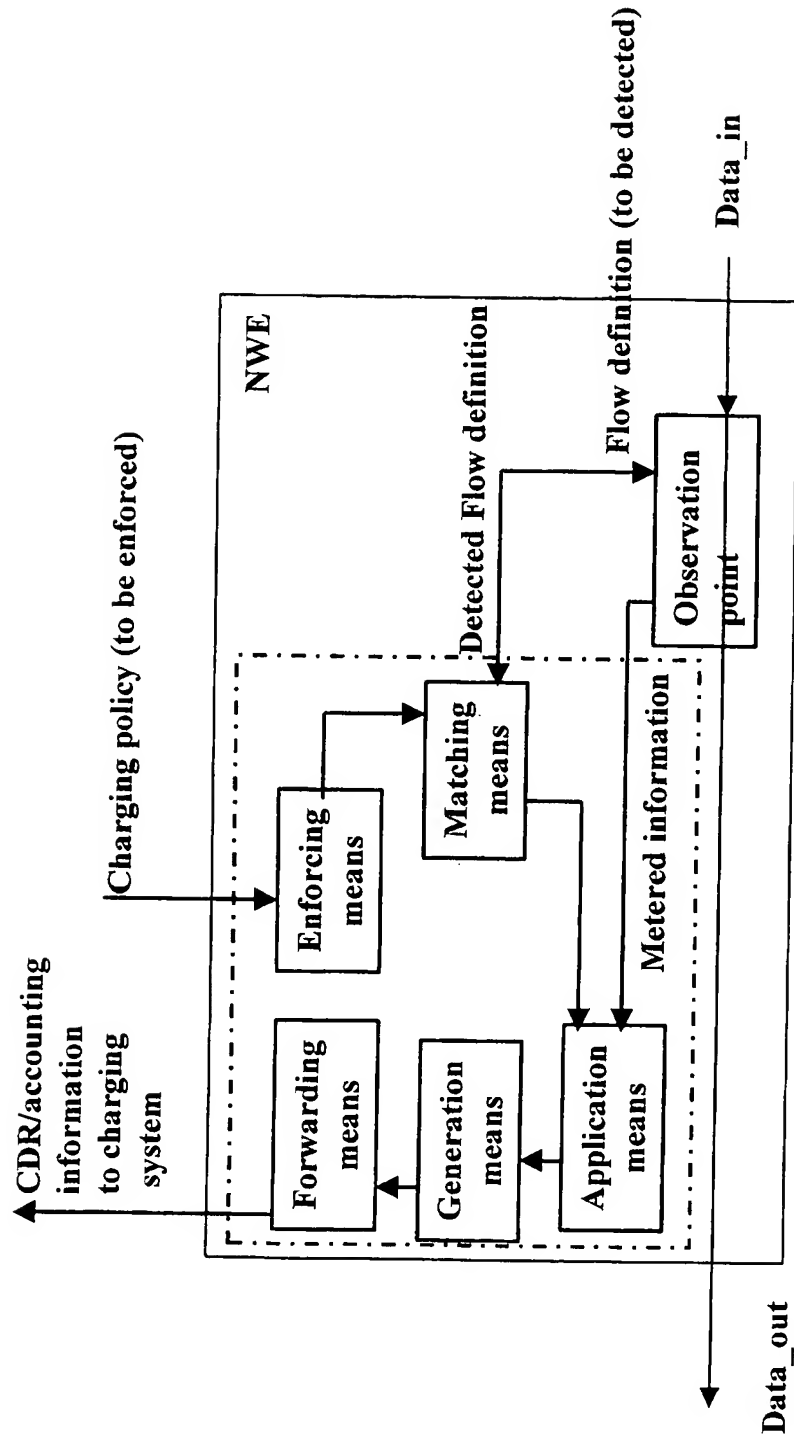 CDR/accounting
information
to charging
system
Charging policy (to be enforced)
NWE
Forwarding
means
Enforcing
means
Generation
means
Matching
means
Detected Flow definition
Flow definition (to be detected)
Application
means
Metered information
Observation
point
Data_in
Data_out